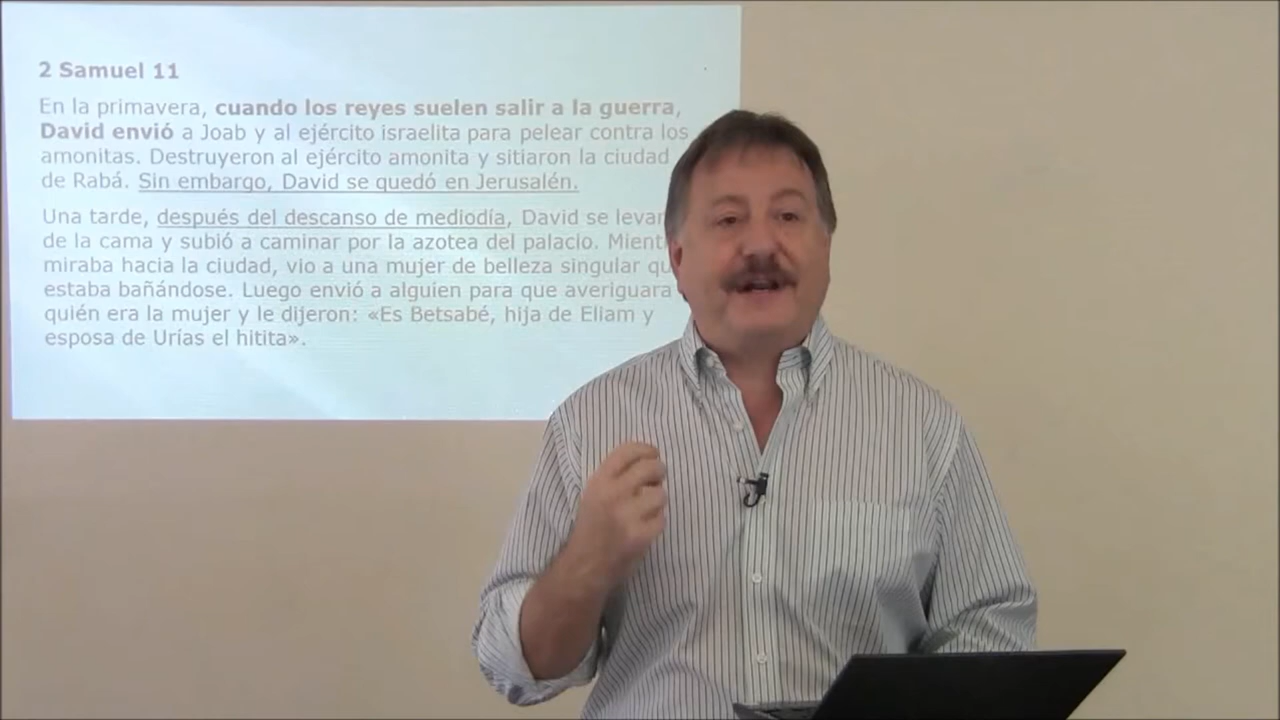 2 Samuel 11
En la primavera, cuando los reyes suelen salir a la guerra,
David envió a Joab y al ejército israelita para pelear contra los
amonitas. Destruyeron al ejército amonita y sitiaron la ciudad
de Rabá. Sin embargo, David se quedó en Jerusalén.
Una tarde, después del descanso de mediodía, David se
de la cama y subió a caminar por la azotea del palacio.
miraba hacia la ciudad, vio a una mujer de belleza singular
estaba bañándose. Luego envió a alguien para que averiguara
quién era la mujer y le dijeron: «Es Betsabé, hija de Eliam y
esposa de Urías el hitita».